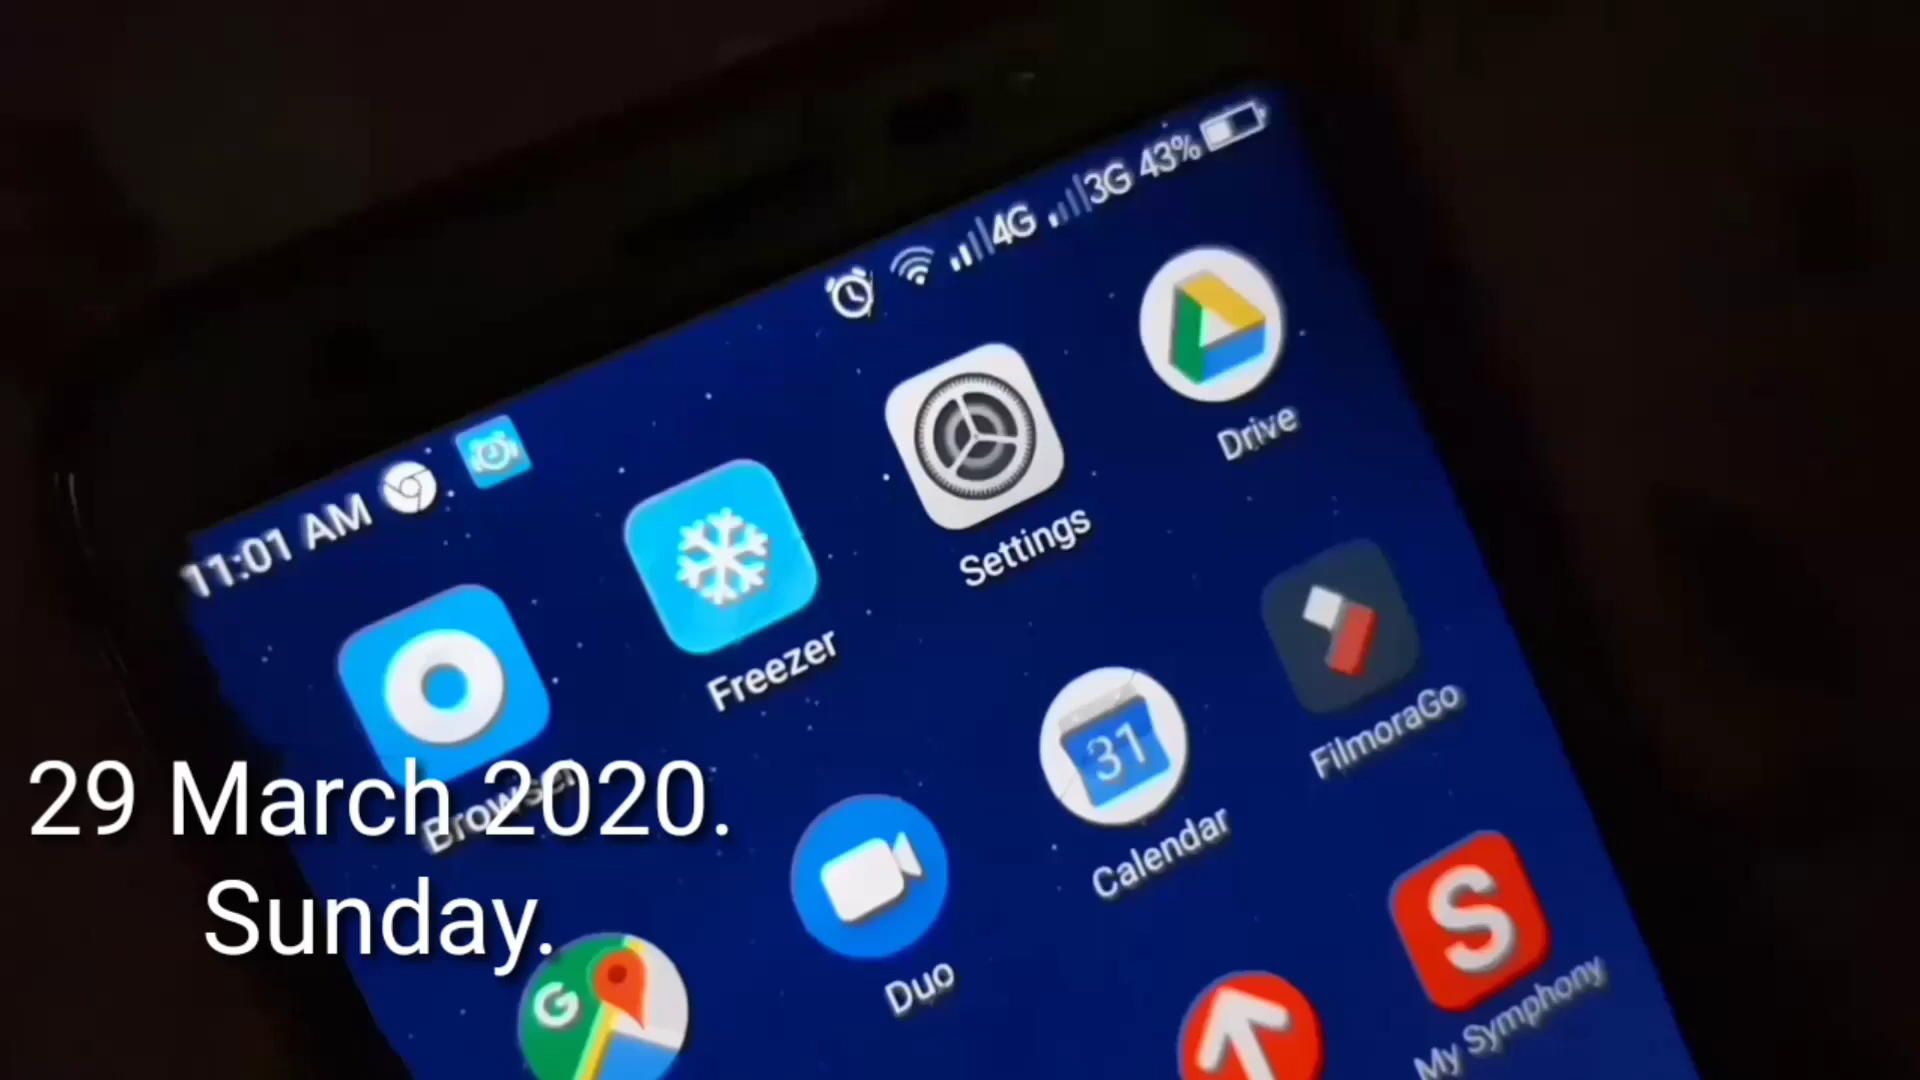 11:01 AM
4G 3G 43%
Browser
Freezer
Settings
Drive
G
Duo
31
Calendar
FilmoraGo
S
My Symphony
29 March 2020.
Sunday.